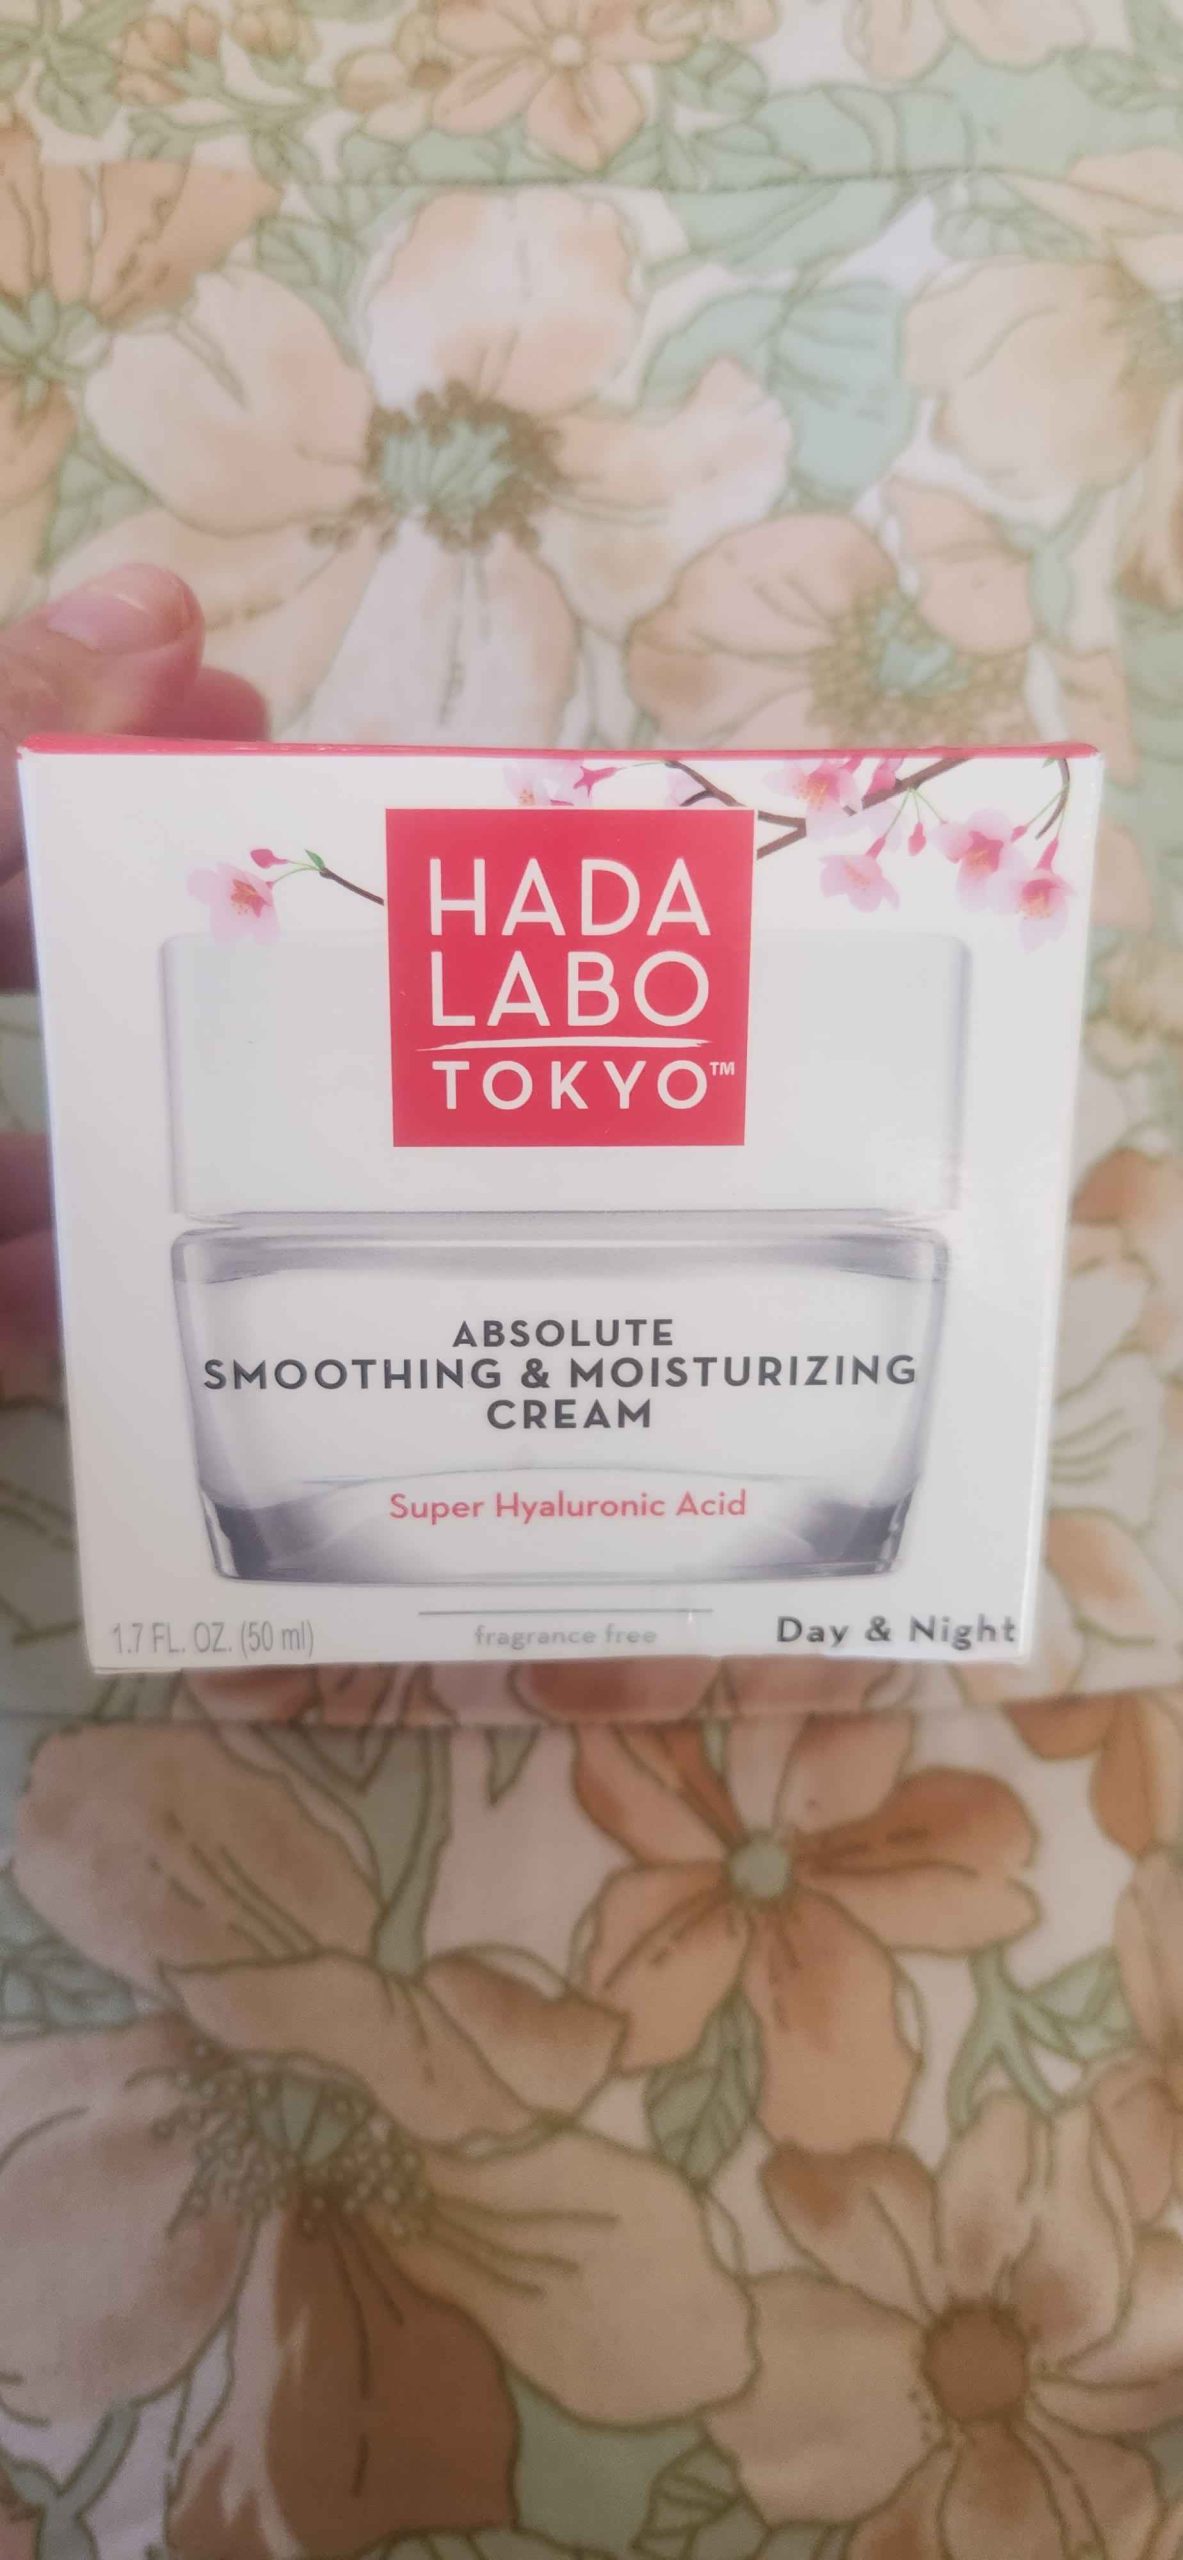 HADA
LABO
TOKYO™
ABSOLUTE
SMOOTHING & MOISTURIZING
CREAM
Super Hyaluronic Acid
1.7 FL. OZ. (50 ml)
fragrance free
Day & Night